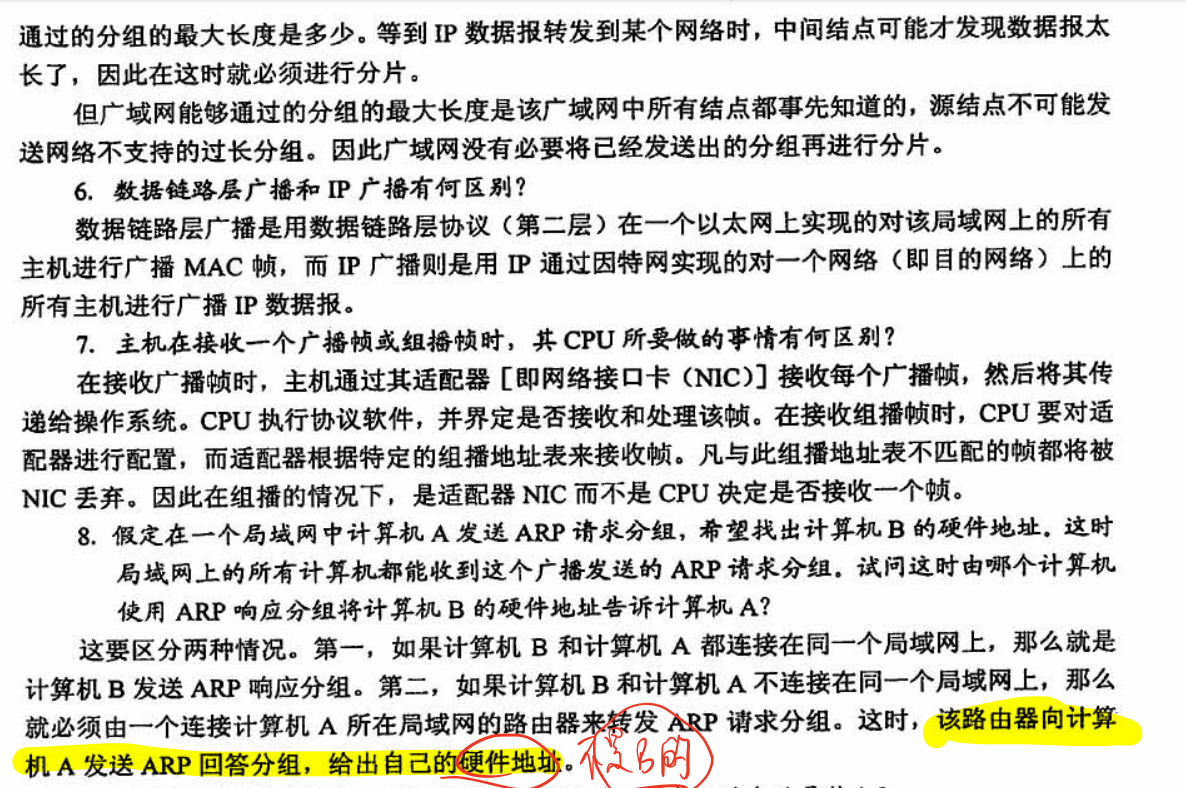 通过的分组的最大长度是多少。等到 IP 数据报转发到某个网络时，中间结点可能才发现数据报太
长了，因此在这时就必须进行分片。
但广域网能够通过的分组的最大长度是该广域网中所有结点都事先知道的，源结点不可能发
送网络不支持的过长分组。因此广域网没有必要将已经发送出的分组再进行分片。
6. 数据链路层广播和 IP 广播有何区别？
数据链路层广播是用数据链路层协议（第二层）在一个以太网上实现的对该局域网上的所有
主机进行广播 MAC 帧，而 IP 广播则是用 IP 通过因特网实现的对一个网络（即目的网络）上的
所有主机进行广播 IP 数据报。
7. 主机在接收一个广播帧或组播帧时，其 CPU 所要做的事情有何区别？
在接收广播帧时，主机通过其适配器［即网络接口卡（NIC）］接收每个广播帧，然后将其传
递给操作系统。CPU 执行协议软件，并界定是否接收和处理该帧。在接收组播帧时，CPU 要对适
配器进行配置，而适配器根据特定的组播地址表来接收帧。凡与此组播地址表不匹配的帧都将被
NIC 丢弃。因此在组播的情况下，是适配器 NIC 而不是 CPU 决定是否接收一个帧。
8. 假定在一个局域网中计算机 A 发送 ARP 请求分组，希望找出计算机 B 的硬件地址。这时
局域网上的所有计算机都能收到这个广播发送的 ARP 请求分组。试问这时由哪个计算机
使用 ARP 响应分组将计算机 B 的硬件地址告诉计算机 A？
这要区分两种情况。第一，如果计算机 B 和计算机 A 都连接在同一个局域网上，那么就是
计算机 B 发送 ARP 响应分组。第二，如果计算机 B 和计算机 A 不连接在同一个局域网上，那么
就必须由一个连接计算机 A 所在局域网的路由器来转发 ARP 请求分组。这时，该路由器向计算
机 A 发送 ARP 回答分组，给出自己的硬件地址。 B的